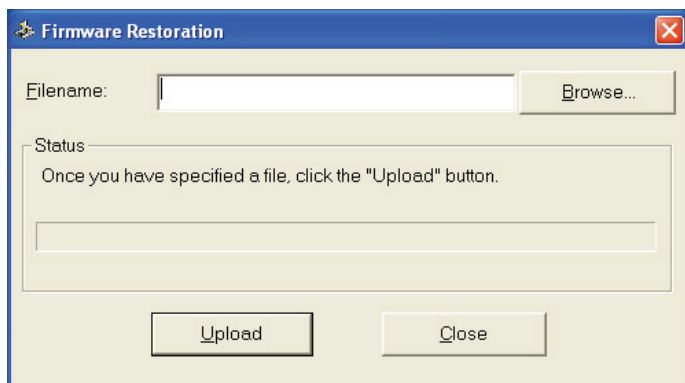 Firmware Restoration
Filename:
Browse...
Status
Once you have specified a file, click the "Upload" button.
Upload
Close